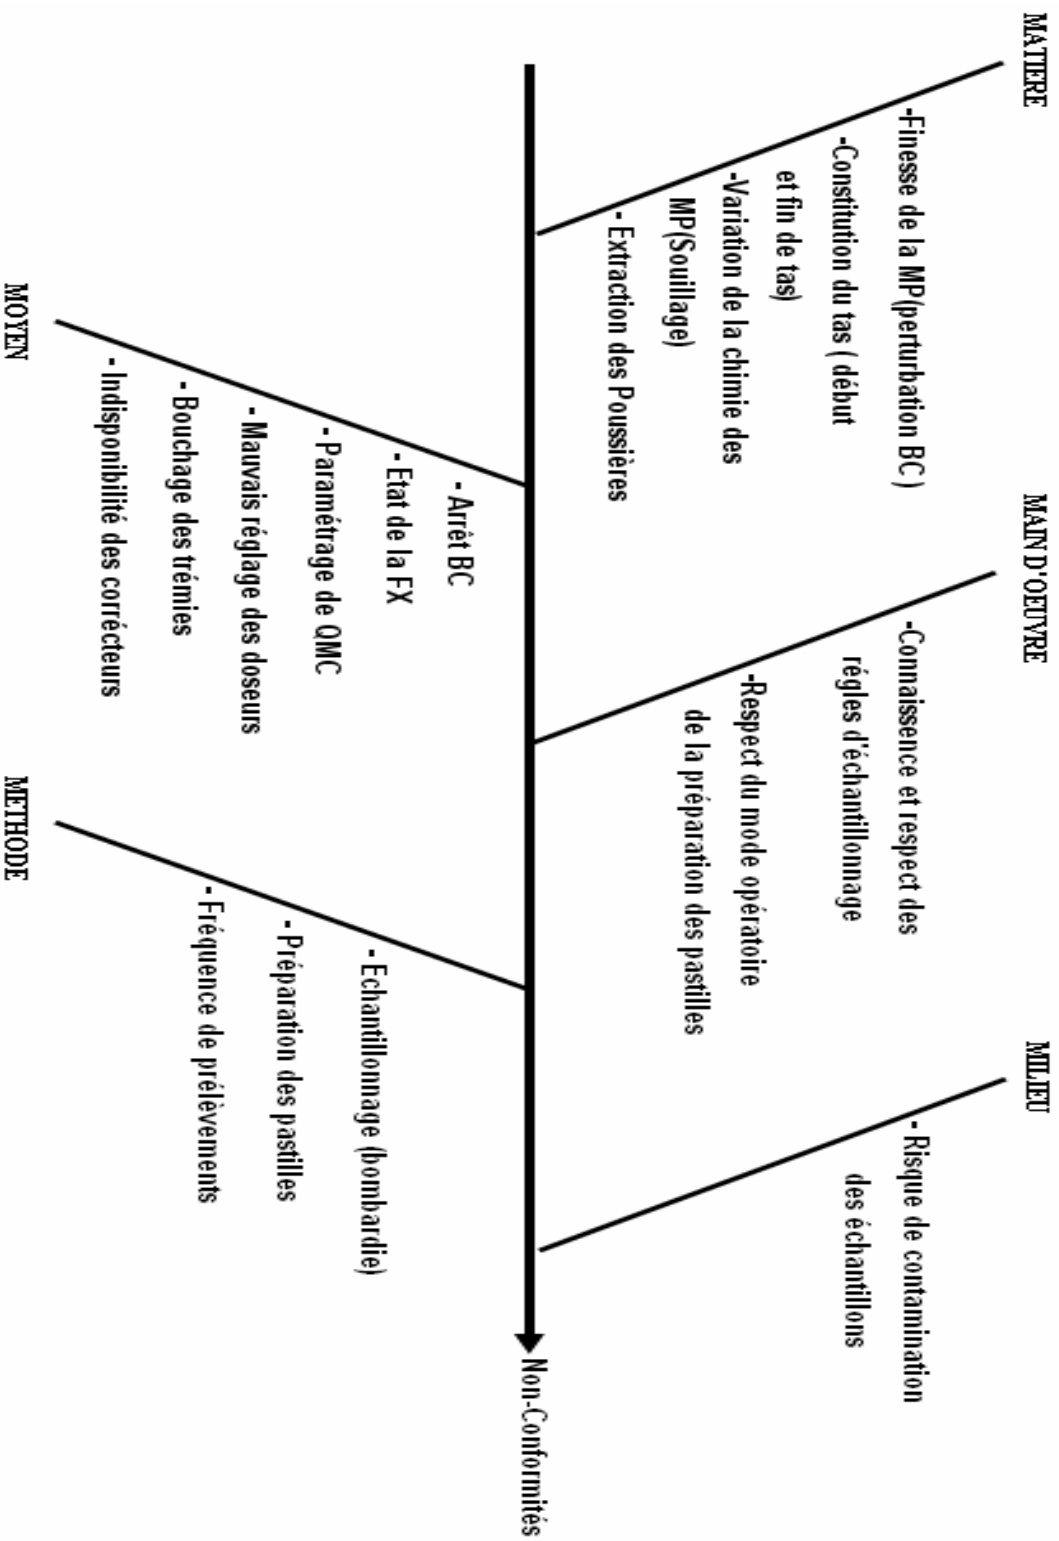 MATIERE
-Finesse de la MP(perturbation BC )
-Constitution du tas ( début
et fin de tas)
-Variation de la chimie des
MP(Souillage)
- Extraction des Poussières
MAIN D'OEUVRE
-Connaissence et respect des
régles d'échantillonnage
-Respect du mode opératoire
de la préparation des pastilles
MILIEU
- Risque de contamination
des échantillons
Non-Conformités
- Arrêt BC
- Etat de la FX
- Paramétrage de QMC
- Mauvais réglage des doseurs
- Bouchage des trémies
- Indisponibilité des corrécteurs
MOYEN
- Echantillonnage (bombardie)
- Préparation des pastilles
- Fréquence de prélèvements
METHODE